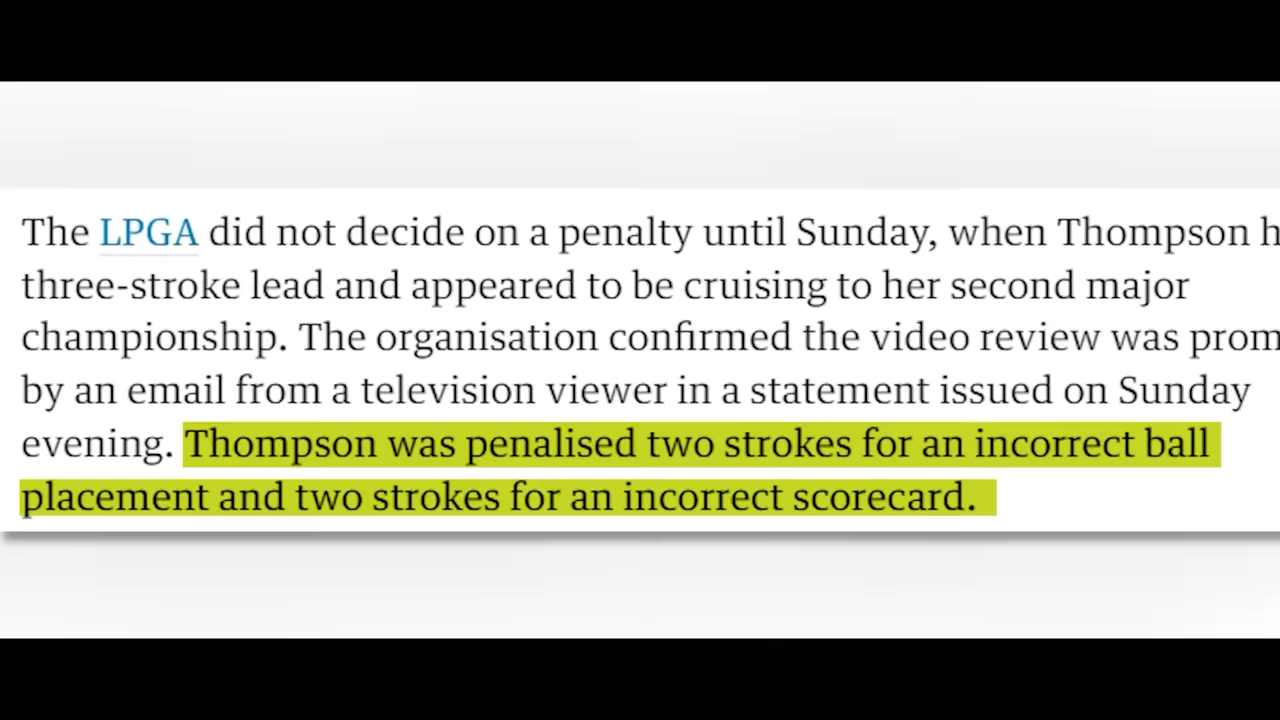 The LPGA did not decide on a penalty until Sunday, when Thompson
three-stroke lead and appeared to be cruising to her second major
championship. The organisation confirmed the video review was
by an email from a television viewer in a statement issued on Sunday
evening. Thompson was penalised two strokes for an incorrect ball
placement and two strokes for an incorrect scorecard.